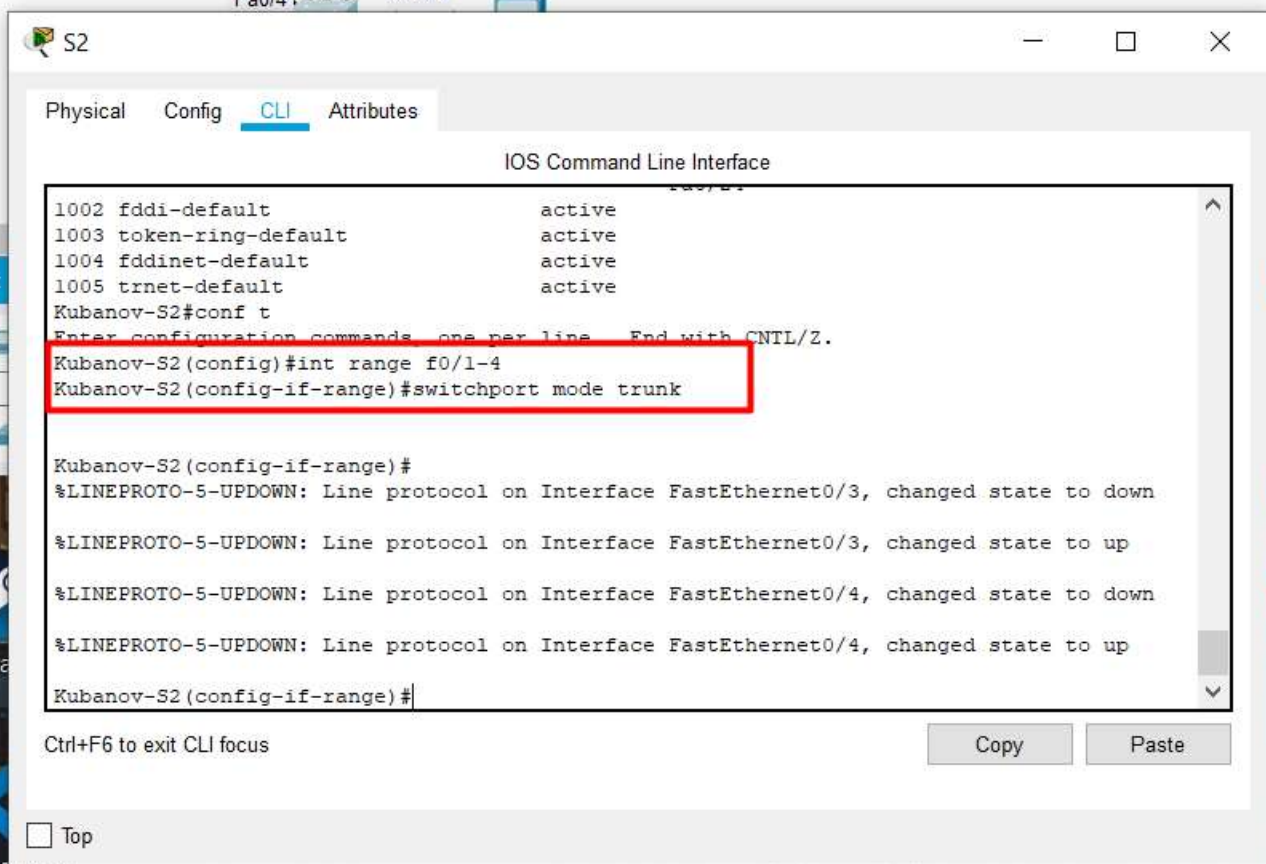 S2
Physical Config CLI Attributes
IOS Command Line Interface
1002 fddi-default active
1003 token-ring-default active
1004 fddinet-default active
1005 trnet-default active
Kubanov-S2#conf t
Enter configuration commands, one per line. End with CNTL/Z.
Kubanov-S2(config)#int range f0/1-4
Kubanov-S2(config-if-range)#switchport mode trunk
Kubanov-S2(config-if-range)#
%LINEPROTO-5-UPDOWN: Line protocol on Interface FastEthernet0/3, changed state to down
%LINEPROTO-5-UPDOWN: Line protocol on Interface FastEthernet0/3, changed state to up
%LINEPROTO-5-UPDOWN: Line protocol on Interface FastEthernet0/4, changed state to down
%LINEPROTO-5-UPDOWN: Line protocol on Interface FastEthernet0/4, changed state to up
Kubanov-S2(config-if-range)#
Ctrl+F6 to exit CLI focus
Copy Paste
Top